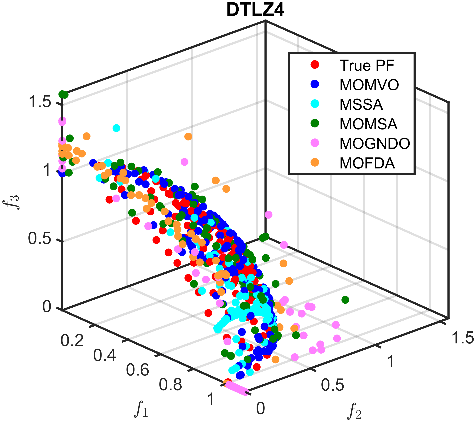 DTLZ4
True PF
MOMVO
MSSA
MOMSA
MOGNDO
MOFDA
1.5
1
0.5
0
f3
0.2
0.4
0.6
0.8
1
f1
0
0.5
1
1.5
f2